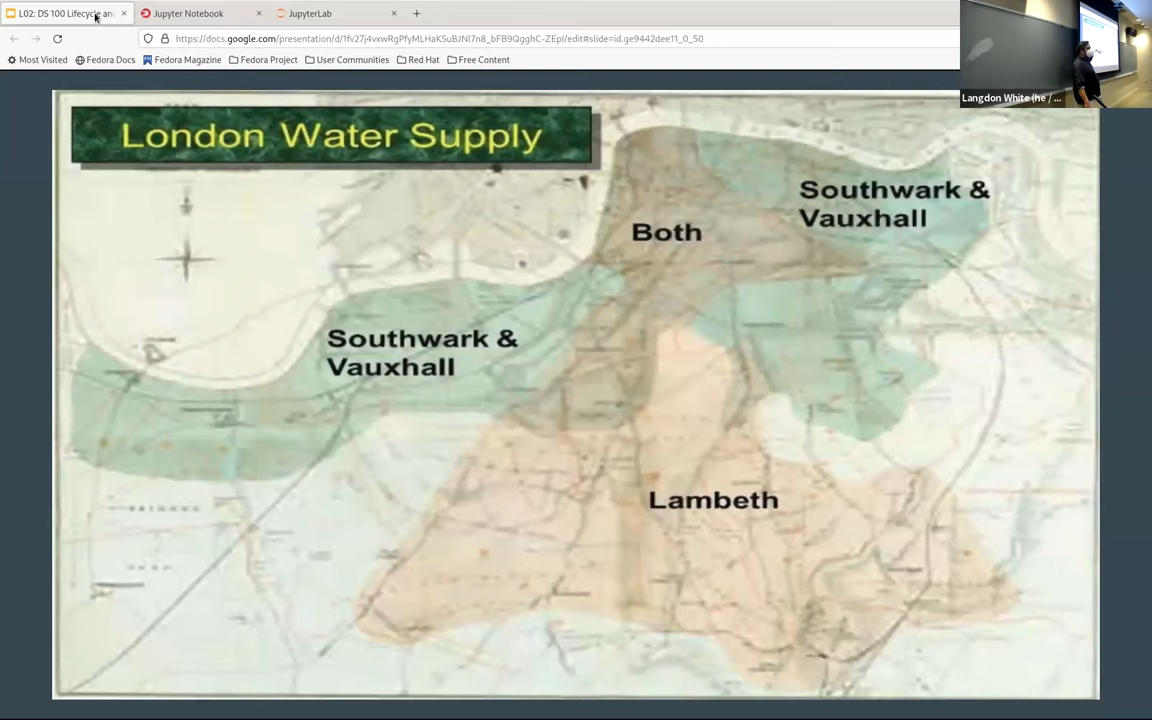 L02: DS 100 Lifecycle an
Jupyter Notebook
JupyterLab
https://docs.google.com/presentation/d/1fv27j4vxwRgPfyMLHaKSuBJNI7n8_bFB9QgghC-ZEpI/edit#slide=id.ge9442dee11_0_50
Most Visited
Fedora Docs
Fedora Magazine
Fedora Project
User Communities
Red Hat
Free Content
Langdon White (he / ...
London Water Supply
Southwark &
Vauxhall
Both
Southwark &
Vauxhall
Lambeth